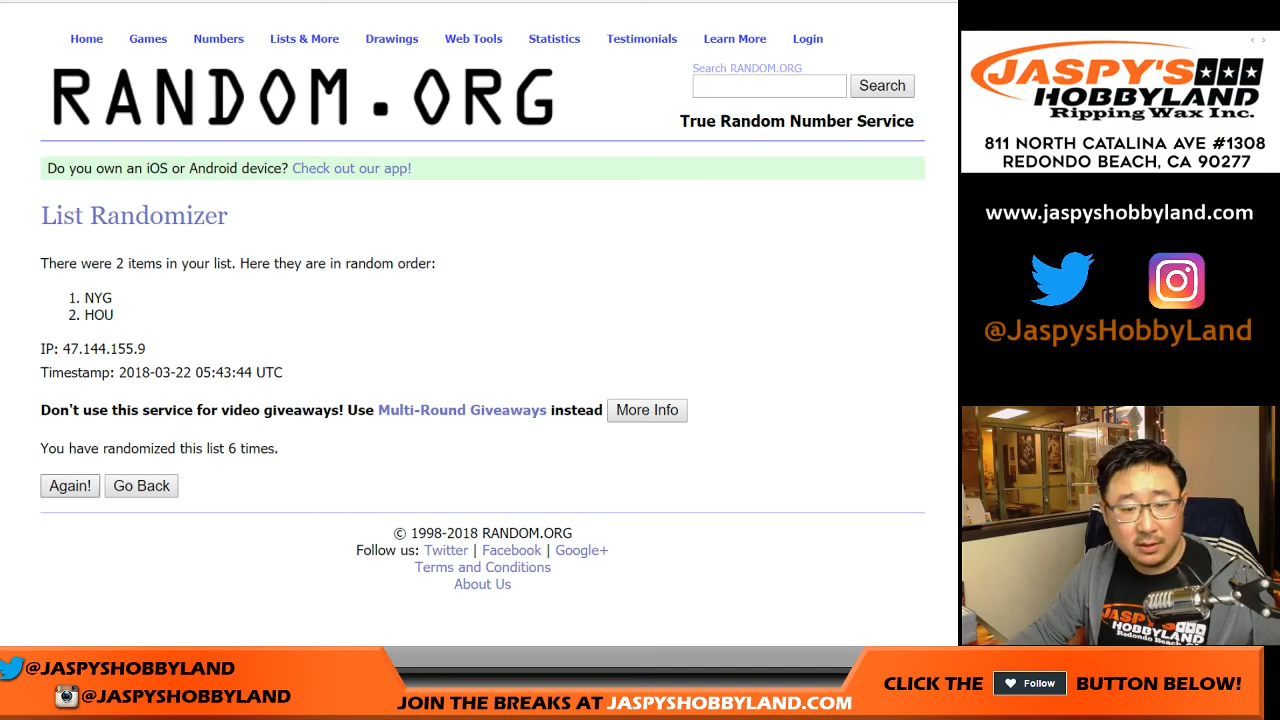 Home Games Numbers Lists & More Drawings Web Tools Statistics Testimonials Learn More Login
RANDOM.ORG
Search RANDOM.ORG
Search
True Random Number Service
Do you own an iOS or Android device? Check out our app!
List Randomizer
There were 2 items in your list. Here they are in random order:
1. NYG
2. HOU
IP: 47.144.155.9
Timestamp: 2018-03-22 05:43:44 UTC
Don't use this service for video giveaways! Use Multi-Round Giveaways instead More Info
You have randomized this list 6 times.
Again! Go Back
© 1998-2018 RANDOM.ORG
Follow us: Twitter | Facebook | Google+
Terms and Conditions
About Us
JASPY'S
HOBBYLAND
Ripping Wax Inc.
811 NORTH CATALINA AVE #1308
REDONDO BEACH, CA 90277
www.jaspyshobbyland.com
@JaspysHobbyLand
JASPY'S
HOBBYLAND
Redondo Beach,
@JASPYSHOBBYLAND
@JASPYSHOBBYLAND
JOIN THE BREAKS AT JASPYSHOBBYLAND.COM
CLICK THE Follow BUTTON BELOW!